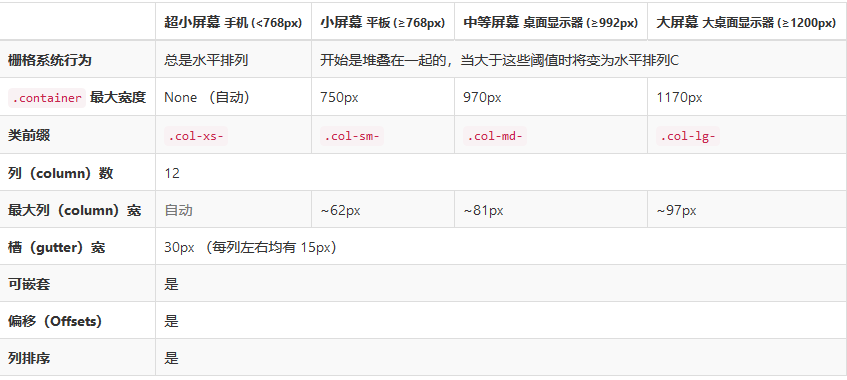 超小屏幕 手机 (<768px) 小屏幕 平板 (≥768px) 中等屏幕 桌面显示器 (≥992px) 大屏幕 大桌面显示器 (≥1200px)
栅格系统行为 总是水平排列 开始是堆叠在一起的，当大于这些阈值时将变为水平排列C
.container 最大宽度 None （自动） 750px 970px 1170px
类前缀 .col-xs- .col-sm- .col-md- .col-lg-
列（column）数 12
最大列（column）宽 自动 ~62px ~81px ~97px
槽（gutter）宽 30px （每列左右均有 15px）
可嵌套 是
偏移（Offsets） 是
列排序 是